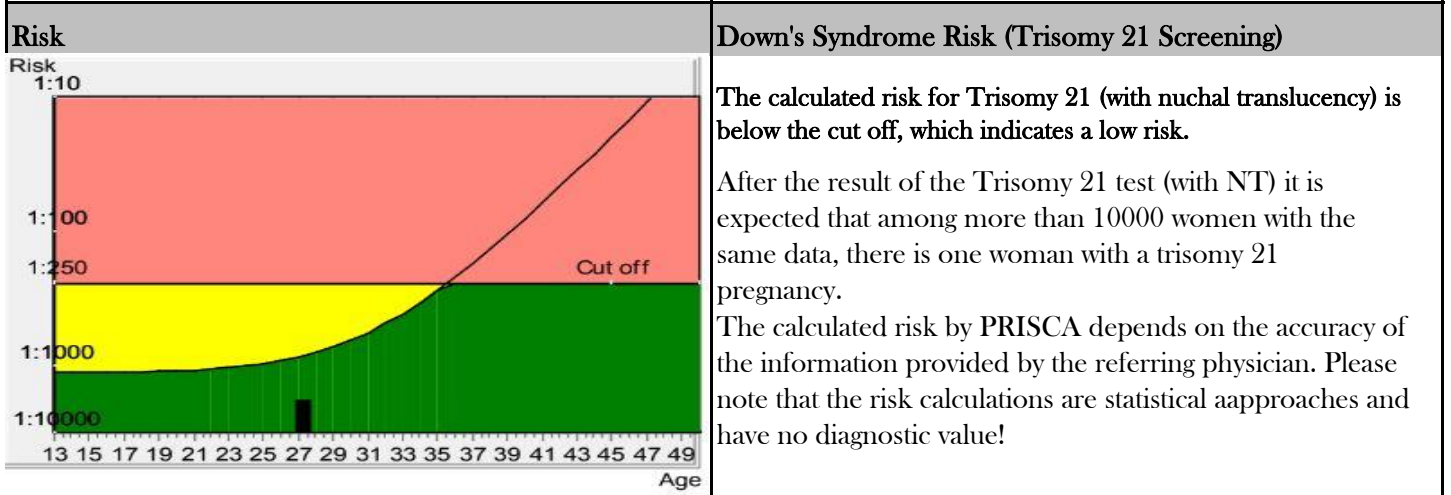 Risk
Risk
1:10
1:100
1:250
Cut off
1:1000
1:10000
13 15 17 19 21 23 25 27 29 31 33 35 37 39 41 43 45 47 49
Age
Down's Syndrome Risk (Trisomy 21 Screening)
The calculated risk for Trisomy 21 (with nuchal translucency) is
below the cut off, which indicates a low risk.
After the result of the Trisomy 21 test (with NT) it is
expected that among more than 10000 women with the
same data, there is one woman with a trisomy 21
pregnancy.
The calculated risk by PRISCA depends on the accuracy of
the information provided by the referring physician. Please
note that the risk calculations are statistical aapproaches and
have no diagnostic value!